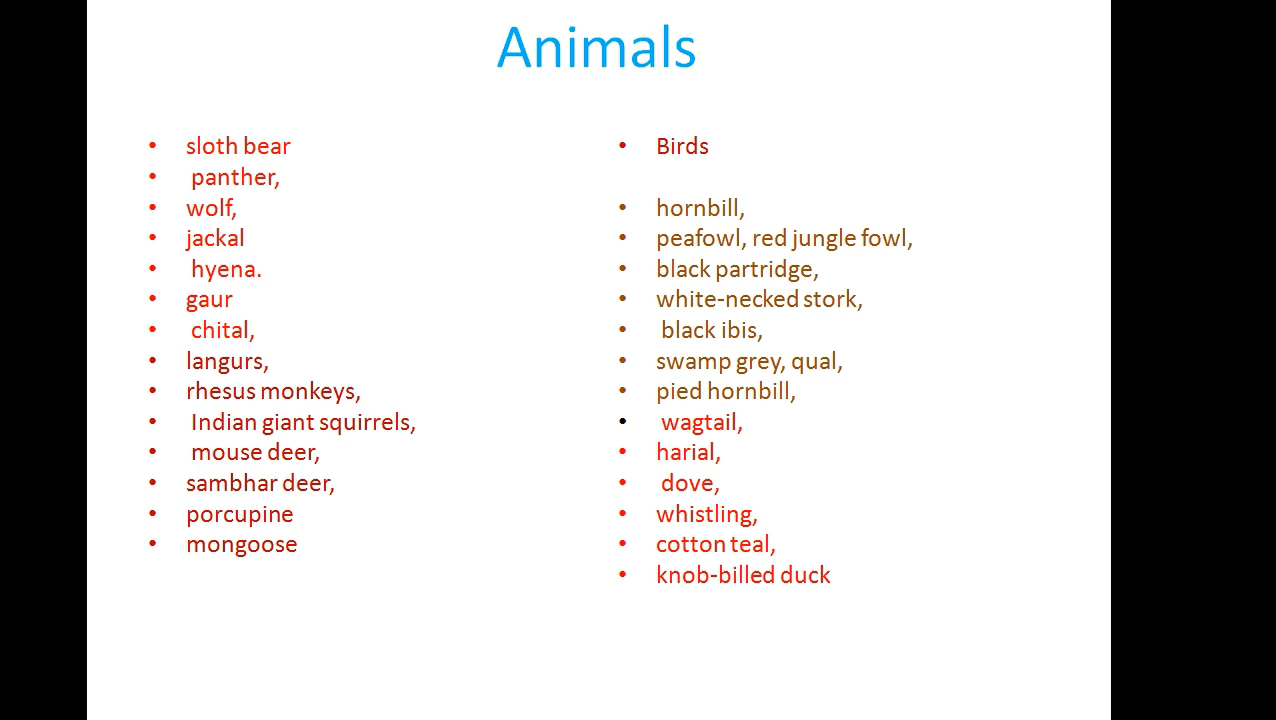 Animals
• sloth bear
• panther,
• wolf,
• jackal
• hyena.
• gaur
• chital,
• langurs,
• rhesus monkeys,
• Indian giant squirrels,
• mouse deer,
• sambhar deer,
• porcupine
• mongoose
• Birds
• hornbill,
• peafowl, red jungle fowl,
• black partridge,
• white-necked stork,
• black ibis,
• swamp grey, qual,
• pied hornbill,
• wagtail,
• harial,
• dove,
• whistling,
• cotton teal,
• knob-billed duck